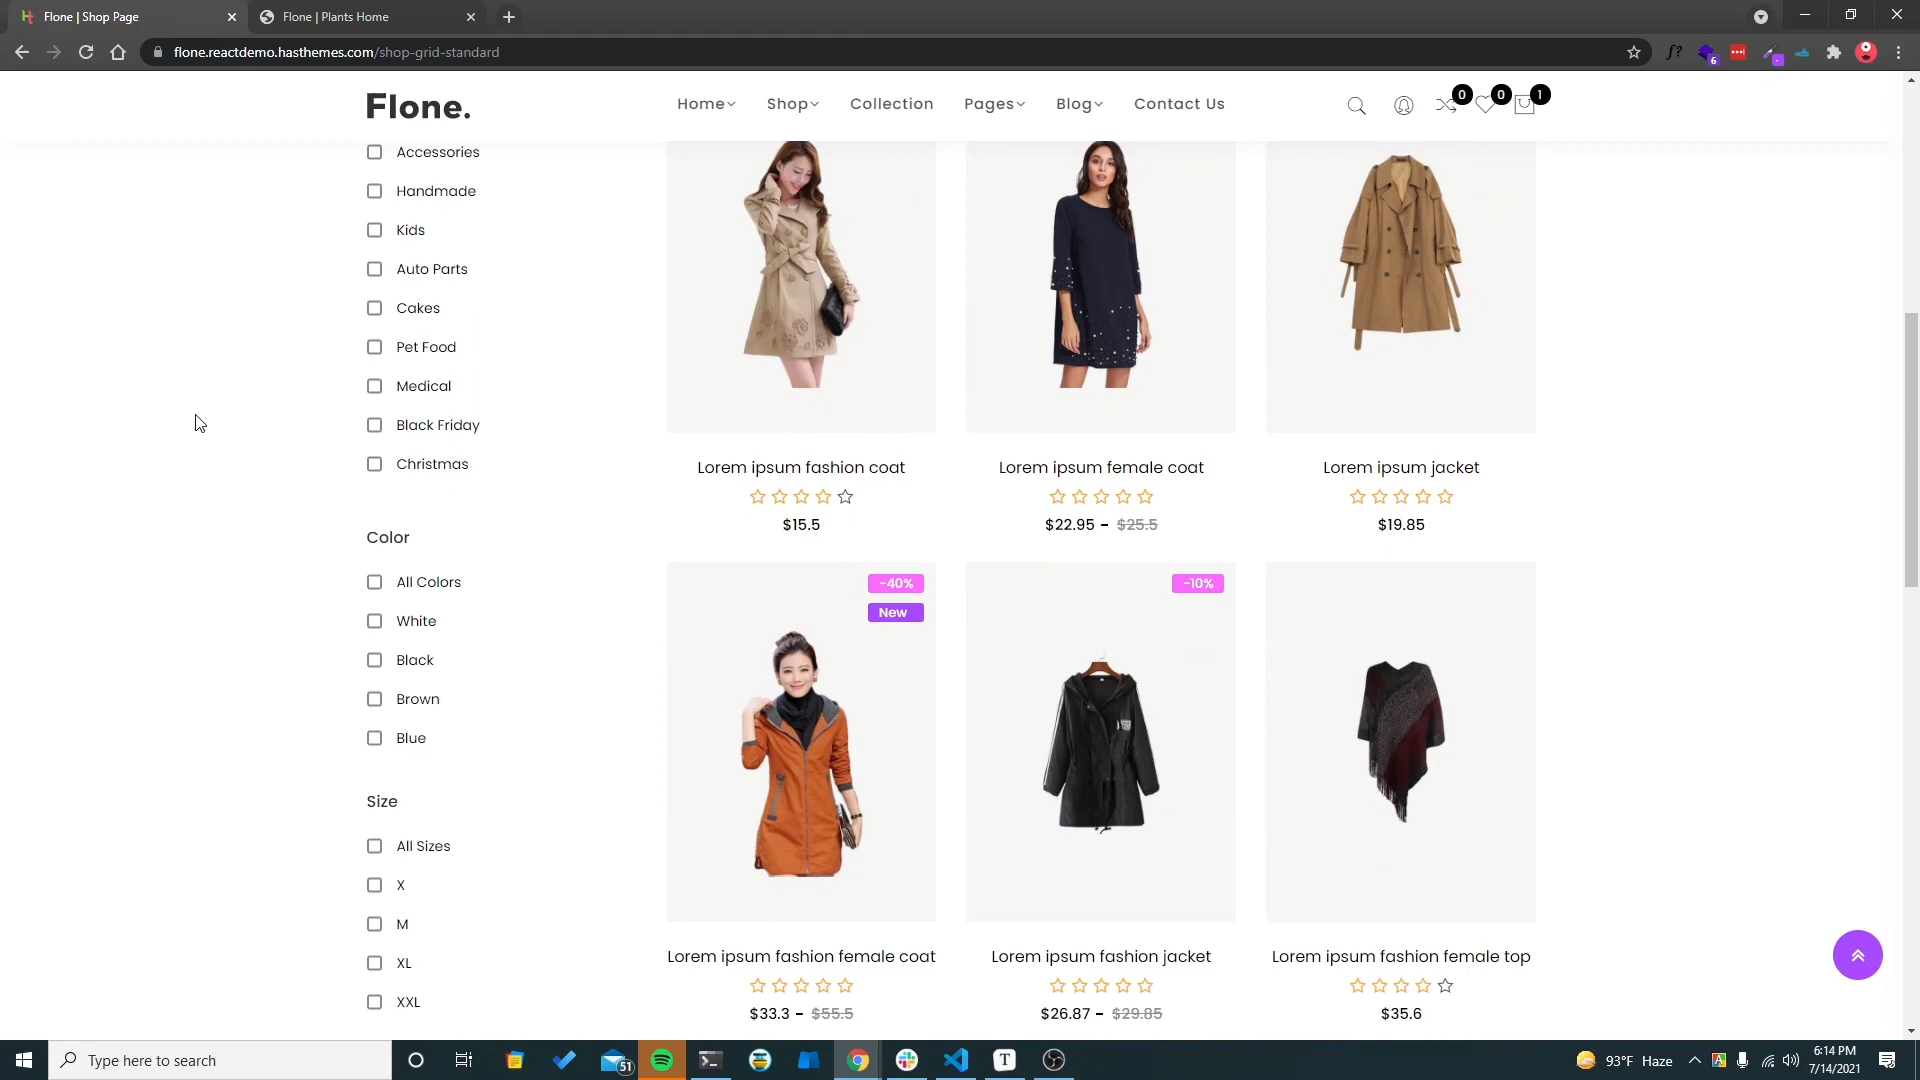 Flone | Shop Page
Flone | Plants Home
flone.reactdemo.hasthemes.com/shop-grid-standard
f?
6
Flone.
Home
Shop
Collection
Pages
Blog
Contact Us
0
0
1
Accessories
Handmade
Kids
Auto Parts
Cakes
Pet Food
Medical
Black Friday
Christmas
Color
All Colors
White
Black
Brown
Blue
Size
All Sizes
X
M
XL
XXL
Lorem ipsum fashion coat
$15.5
Lorem ipsum female coat
$22.95 - $25.5
Lorem ipsum jacket
$19.85
-40%
New
Lorem ipsum fashion female coat
$33.3 - $55.5
-10%
Lorem ipsum fashion jacket
$26.87 - $29.85
Lorem ipsum fashion female top
$35.6
Type here to search
51
T
93°F Haze
A
6:14 PM
7/14/2021